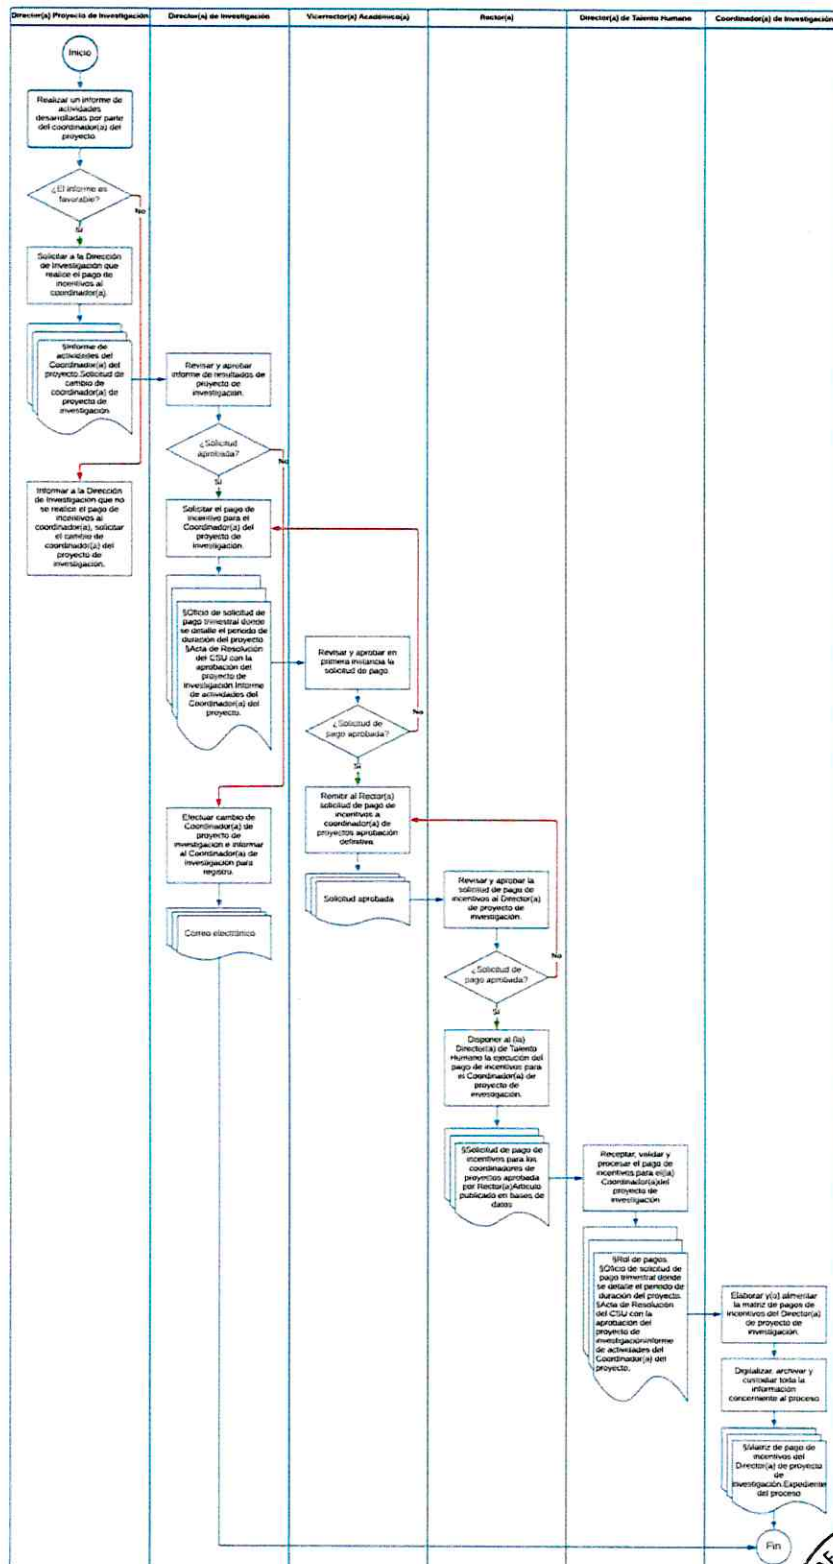 Director(a) Proyecto de Investigación
Director(a) de Investigación
Vicerrector(a) Académico(a)
Rector(a)
Director(a) de Talento Humano
Coordinador(a) de Investigación
Inicio
Realizar un informe de
actividades
desarrolladas por parte
del coordinador(a) del
proyecto
¿El informe es
favorable?
No
Si
Solicitar a la Dirección
de Investigación que
realice el pago de
incentivos al
coordinador(a).
§Informe de
actividades del
Coordinador(a) del
proyecto.Solicitud de
cambio de
coordinador(a) de
proyecto de
investigación
Informar a la Dirección
de Investigación que no
se realice el pago de
incentivos al
coordinador(a), solicitar
el cambio de
coordinador(a) del
proyecto de
investigación.
Revisar y aprobar
informe de resultados de
proyecto de
investigación.
¿Solicitud
aprobada?
No
Si
Solicitar el pago de
incentivo para el
Coordinador(a) del
proyecto de
investigación.
§Oficio de solicitud de
pago trimestral donde
se detalle el periodo de
duración del proyecto.
§Acta de Resolución
del CSU con la
aprobación del
proyecto de
investigación.Informe
de actividades del
Coordinador(a) del
proyecto.
Efectuar cambio de
Coordinador(a) de
proyecto de
investigación e informar
al Coordinador(a) de
Investigación para
registro.
Correo electrónico
Revisar y aprobar en
primera instancia la
solicitud de pago.
¿Solicitud de
pago aprobada?
No
Si
Remitir al Rector(a)
solicitud de pago de
incentivos a
coordinador(a) de
proyectos aprobación
definitiva
Solicitud aprobada
Revisar y aprobar la
solicitud de pago de
incentivos al Director(a)
de proyecto de
investigación.
¿Solicitud de
pago aprobada?
No
Si
Disponer al (la)
Director(a) de Talento
Humano la ejecución del
pago de incentivos para
el Coordinador(a) de
proyecto de
investigación.
§Solicitud de pago de
incentivos para los
coordinadores de
proyectos aprobada
por Rector(a)Artículo
publicado en bases de
datos
Receptar, validar y
procesar el pago de
incentivos para el(la)
Coordinador(a)del
proyecto de
investigación
§Rol de pagos.
§Oficio de solicitud de
pago trimestral donde
se detalle el periodo de
duración del proyecto.
§Acta de Resolución
del CSU con la
aprobación del
proyecto de
investigaciónInforme
de actividades del
Coordinador(a) del
proyecto.
Elaborar y(o) alimentar
la matriz de pagos de
incentivos del Director(a)
de proyecto de
investigación.
Digitalizar, archivar y
custodiar toda la
información
concerniente al proceso
§Matriz de pago de
incentivos del
Director(a) de proyecto
de
investigación.Expediente
del proceso
Fin